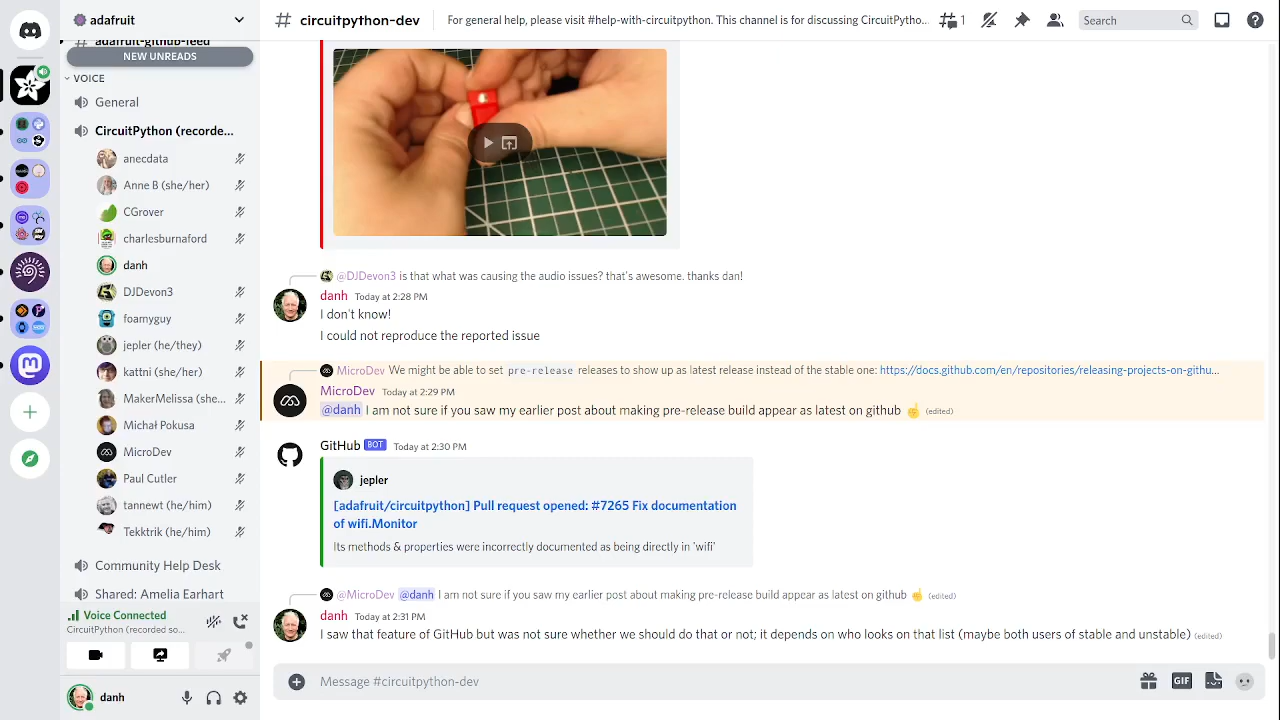 adafruit
# circuitpython-dev
For general help, please visit #help-with-circuitpython. This channel is for discussing CircuitPytho...
1
Search
adafruit-github-feed
NEW UNREADS
VOICE
General
CircuitPython (recorde...
anecdata
Anne B (she/her)
CGrover
charlesburnaford
danh
DJDevon3
foamyguy
jepler (he/they)
kattni (she/her)
MakerMelissa (she...
Michał Pokusa
MicroDev
Paul Cutler
tannewt (he/him)
Tekktrik (he/him)
Community Help Desk
Shared: Amelia Earhart
Voice Connected
CircuitPython (recorded so...
danh
@DJDevon3 is that what was causing the audio issues? that's awesome. thanks dan!
danh Today at 2:28 PM
I don't know!
I could not reproduce the reported issue
MicroDev We might be able to set pre-release releases to show up as latest release instead of the stable one: https://docs.github.com/en/repositories/releasing-projects-on-githu...
MicroDev Today at 2:29 PM
@danh I am not sure if you saw my earlier post about making pre-release build appear as latest on github ☝ (edited)
GitHub BOT Today at 2:30 PM
jepler
[adafruit/circuitpython] Pull request opened: #7265 Fix documentation
of wifi.Monitor
Its methods & properties were incorrectly documented as being directly in 'wifi'
@MicroDev @danh I am not sure if you saw my earlier post about making pre-release build appear as latest on github ☝ (edited)
danh Today at 2:31 PM
I saw that feature of GitHub but was not sure whether we should do that or not; it depends on who looks on that list (maybe both users of stable and unstable) (edited)
Message #circuitpython-dev
GIF